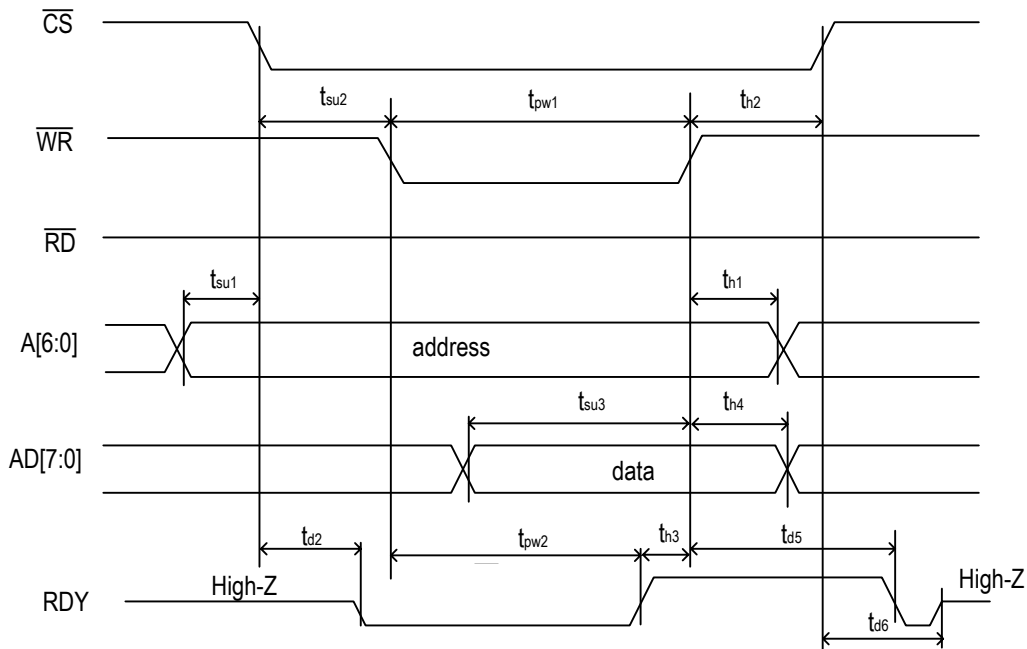 CS
tsu2 tpw1 th2
WR
RD
tsu1 th1
A[6:0] address
tsu3 th4
AD[7:0] data
td2 tpw2 th3 td5
High-Z High-Z
RDY
td6